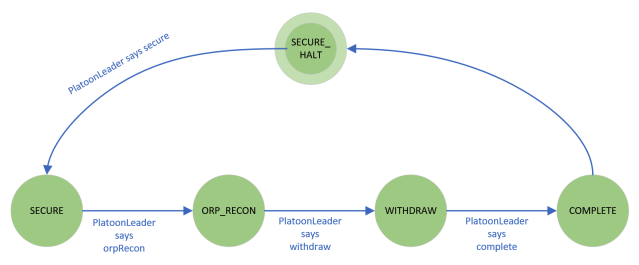 SECURE_
HALT
PlatoonLeader says secure
SECURE
ORP_RECON
WITHDRAW
COMPLETE
PlatoonLeader
says
orpRecon
PlatoonLeader
says
withdraw
PlatoonLeader
says
complete